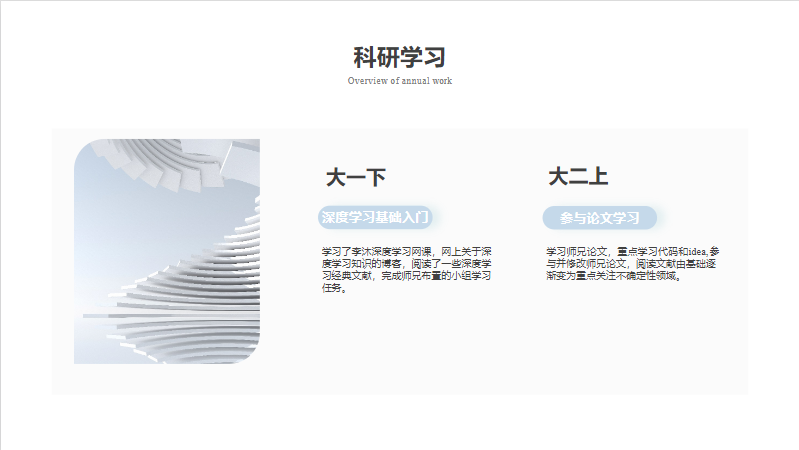 科研学习
Overview of annual work
大一下
深度学习基础入门
学习了李沐深度学习网课，网上关于深
度学习知识的博客，阅读了一些深度学
习经典文献，完成师兄布置的小组学习
任务。
大二上
参与论文学习
学习师兄论文，重点学习代码和idea,参
与并修改师兄论文，阅读文献由基础逐
渐变为重点关注不确定性领域。